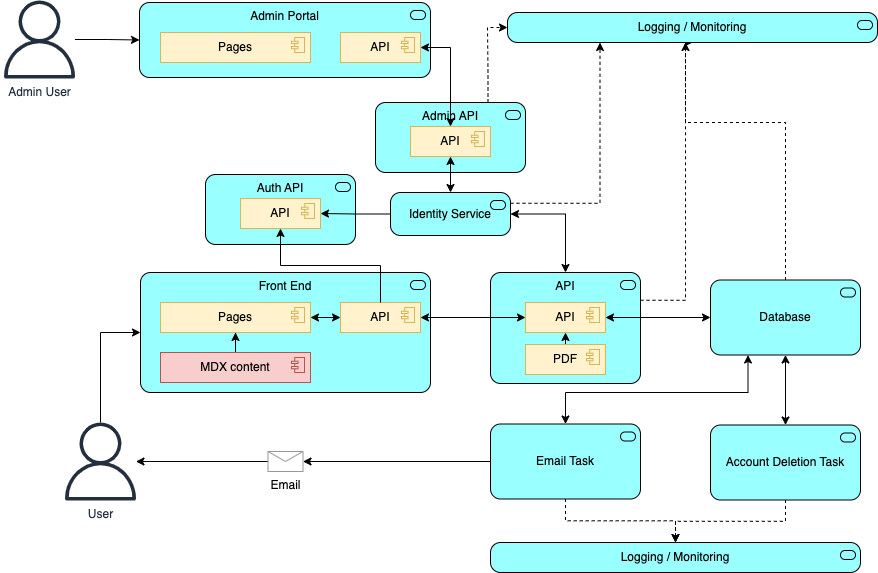 Admin Portal
Logging / Monitoring
Pages
API
Admin User
Admin API
API
Auth API
API
Identity Service
Front End
API
Pages
API
API
Database
MDX content
PDF
Email Task
Account Deletion Task
Email
User
Logging / Monitoring